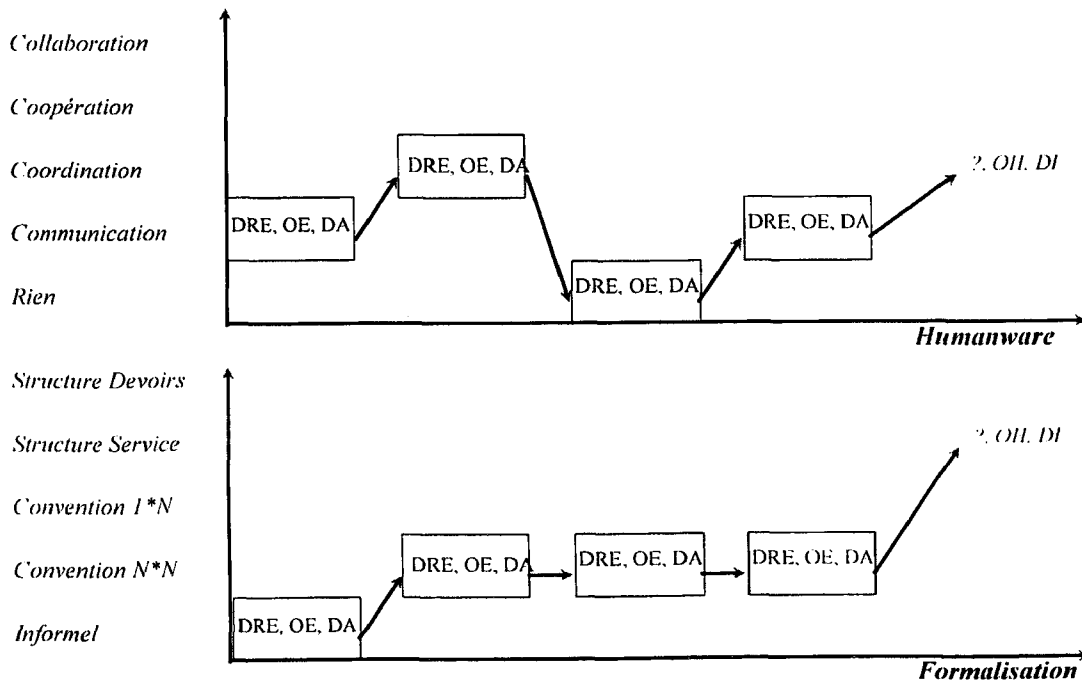 Collaboration
Coopération
Coordination
DRE, OE, DA
?, OH, DI
Communication
DRE, OE, DA
DRE, OE, DA
Rien
DRE, OE, DA
Humanware
Structure Devoirs
Structure Service
?, OH, DI
Convention 1*N
Convention N*N
DRE, OE, DA
DRE, OE, DA
DRE, OE, DA
Informel
DRE, OE, DA
Formalisation